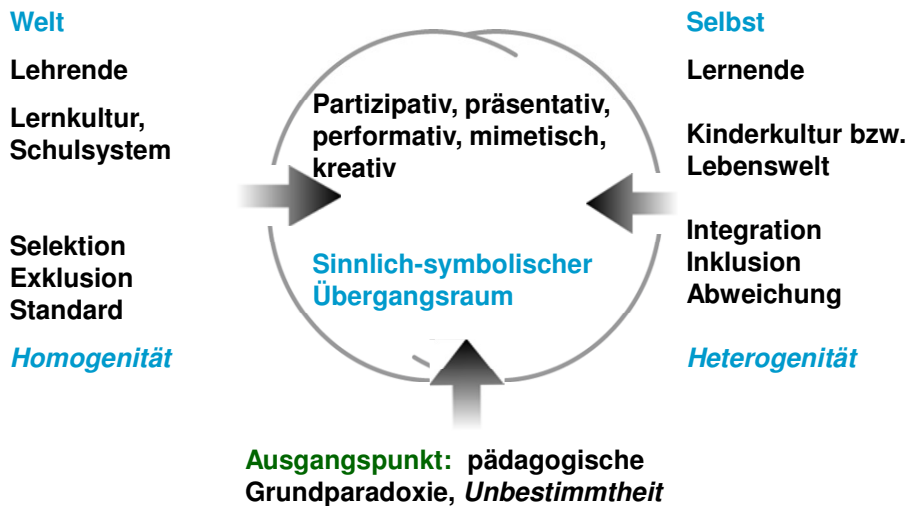 Welt
Lehrende
Lernkultur,
Schulsystem
Selektion
Exklusion
Standard
Homogenität
Partizipativ, präsentativ,
performativ, mimetisch,
kreativ
Sinnlich-symbolischer
Übergangsraum
Selbst
Lernende
Kinderkultur bzw.
Lebenswelt
Integration
Inklusion
Abweichung
Heterogenität
Ausgangspunkt: pädagogische
Grundparadoxie, Unbestimmtheit